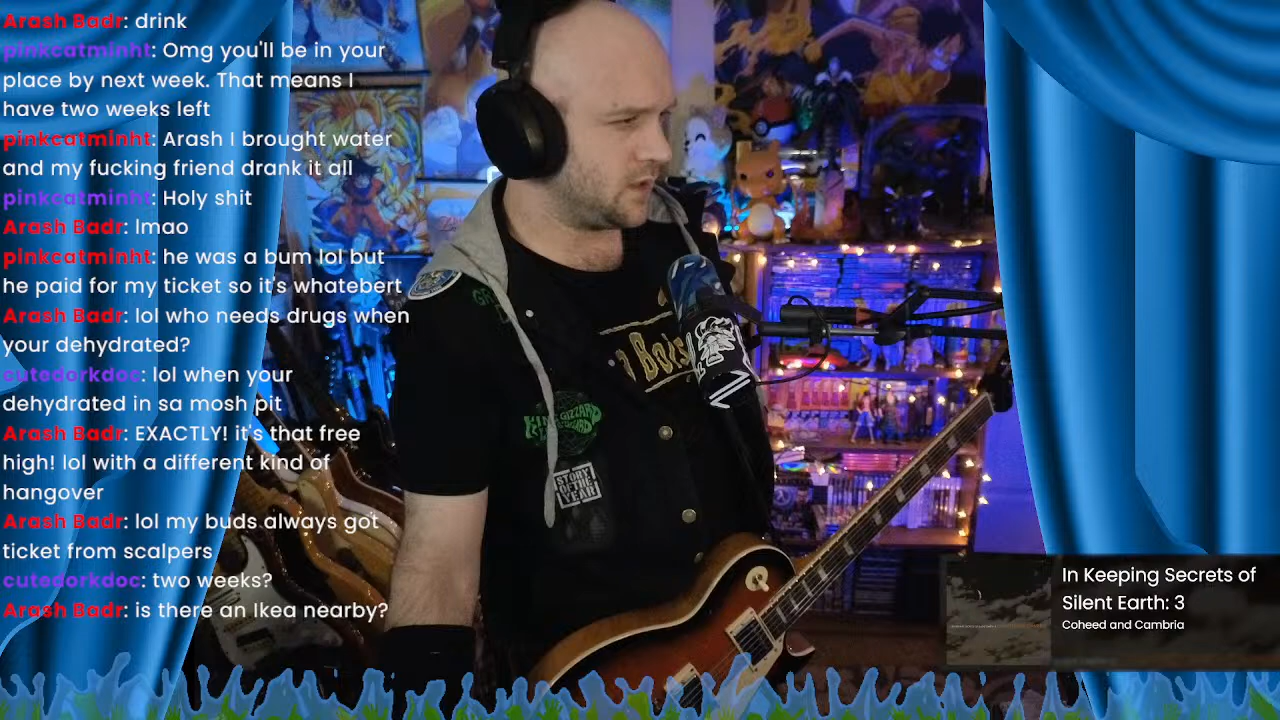 Arash Badr: drink
pinkcatminht: Omg you'll be in your
place by next week. That means I
have two weeks left
pinkcatminht: Arash I brought water
and my fucking friend drank it all
pinkcatminht: Holy shit
Arash Badr: lmao
pinkcatminht: he was a bum lol but
he paid for my ticket so it's whatebert
Arash Badr: lol who needs drugs when
your dehydrated?
cutedorkdoc: lol when your
dehydrated in sa mosh pit
Arash Badr: EXACTLY! it's that free
high! lol with a different kind of
hangover
Arash Badr: lol my buds always got
ticket from scalpers
cutedorkdoc: two weeks?
Arash Badr: is there an Ikea nearby?
Bois
STORY
OF THE
YEAR
In Keeping Secrets of
Silent Earth: 3
Coheed and Cambria